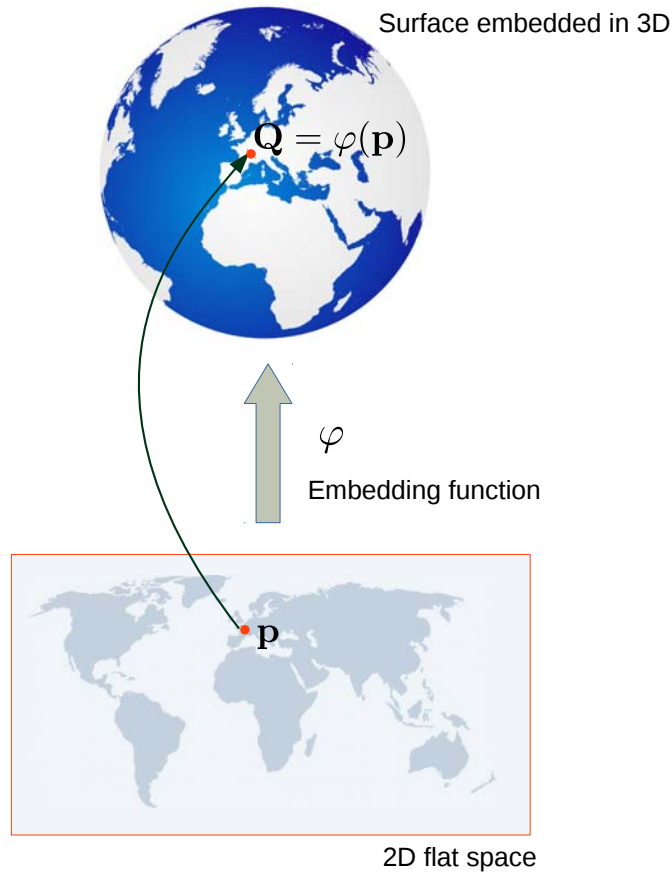 Surface embedded in 3D
Q = φ(p)
φ
Embedding function
p
2D flat space